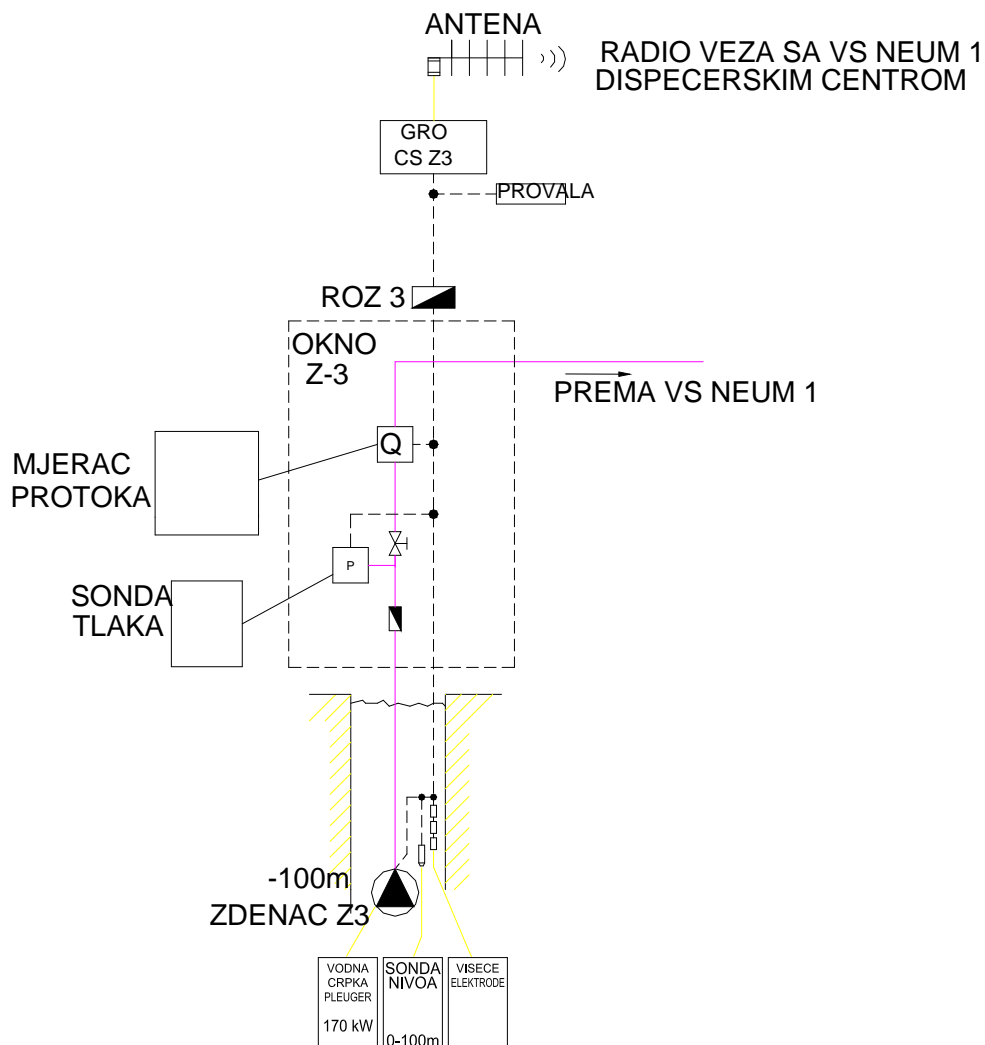 ANTENA
RADIO VEZA SA VS NEUM 1
DISPECERSKIM CENTROM
GRO
CS Z3
PROVALA
ROZ 3
OKNO
Z-3
PREMA VS NEUM 1
Q
MJERAC
PROTOKA
P
SONDA
TLAKA
-100m
ZDENAC Z3
VODNA
CRPKA
PLEUGER
170 kW
SONDA
NIVOA
0-100m
VISECE
ELEKTRODE